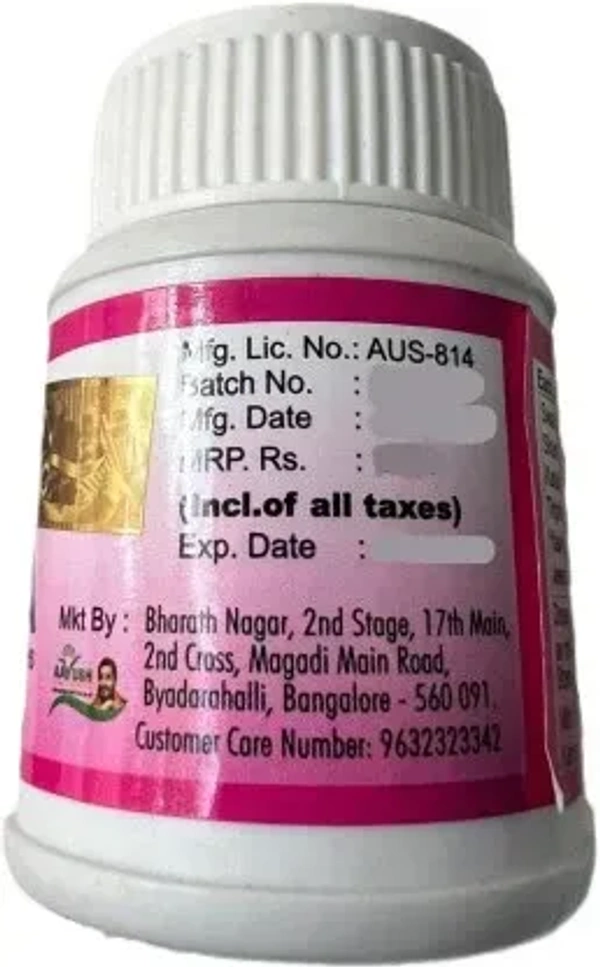 Mfg. Lic. No.: AUS-814
Batch No. :
Mfg. Date :
MRP. Rs. :
(Incl.of all taxes)
Exp. Date :
Mkt By : Bharath Nagar, 2nd Stage, 17th Main,
2nd Cross, Magadi Main Road,
Byadarahalli, Bangalore - 560 091.
Customer Care Number: 9632323342
AAYUSH